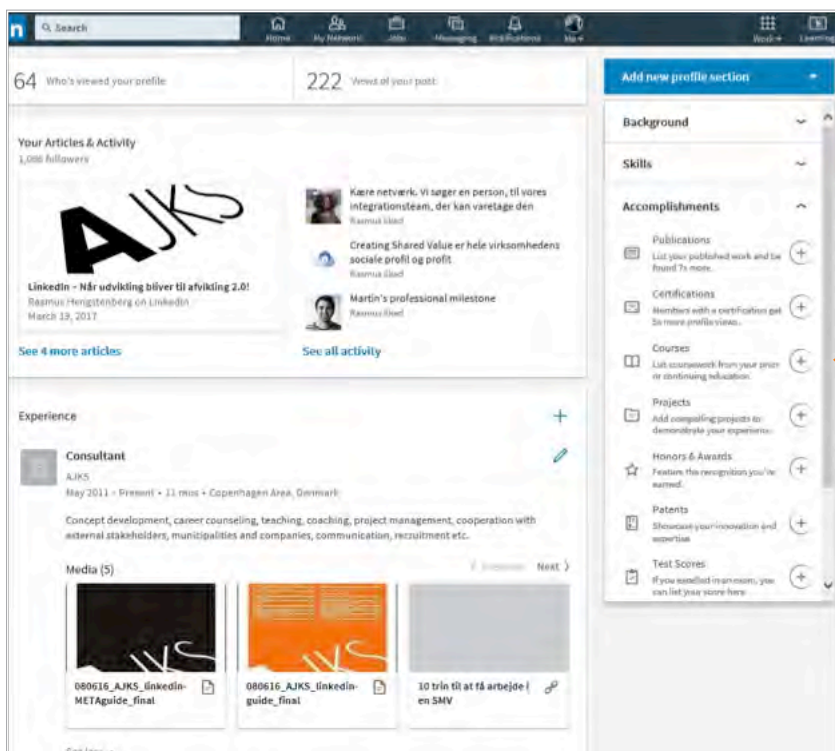 n
Search
Home
My Network
Jobs
Messaging
Notifications
Me
Work
Learning
64 Who's viewed your profile
222 Views of your post
Your Articles & Activity
followers
AJKS
LinkedIn – Når udvikling bliver til afvikling 2.0!
Rasmus Hengstenberg on LinkedIn
March 19, 2017
See 4 more articles
Kære netværk. Vi søger en person, til vores
integrationsteam, der kan varetage den
Rasmus liked
Creating Shared Value er hele virksomhedens
sociale profil og profit
Rasmus liked
Martin's professional milestone
Rasmus liked
See all activity
Experience
Consultant
AJKS
May 2011 – Present • 11 mos • Copenhagen Area, Denmark
Concept development, career counseling, teaching, coaching, project management, cooperation with
external stakeholders, municipalities and companies, communication, recruitment etc.
Media (5)
Previous
Next
080616_AJKS_linkedin-
METAguide_final
080616_AJKS_linkedin-
guide_final
10 trin til at få arbejde i
en SMV
Add new profile section
Background
Skills
Accomplishments
Publications
List your published work and be
found 7x more.
Certifications
Members with a certification get
5x more profile views.
Courses
List coursework from your prior
or continuing education.
Projects
Add compelling projects to
demonstrate your experience.
Honors & Awards
Feature the recognition you've
earned.
Patents
Showcase your innovation and
expertise
Test Scores
If you excelled in an exam, you
can list your score here